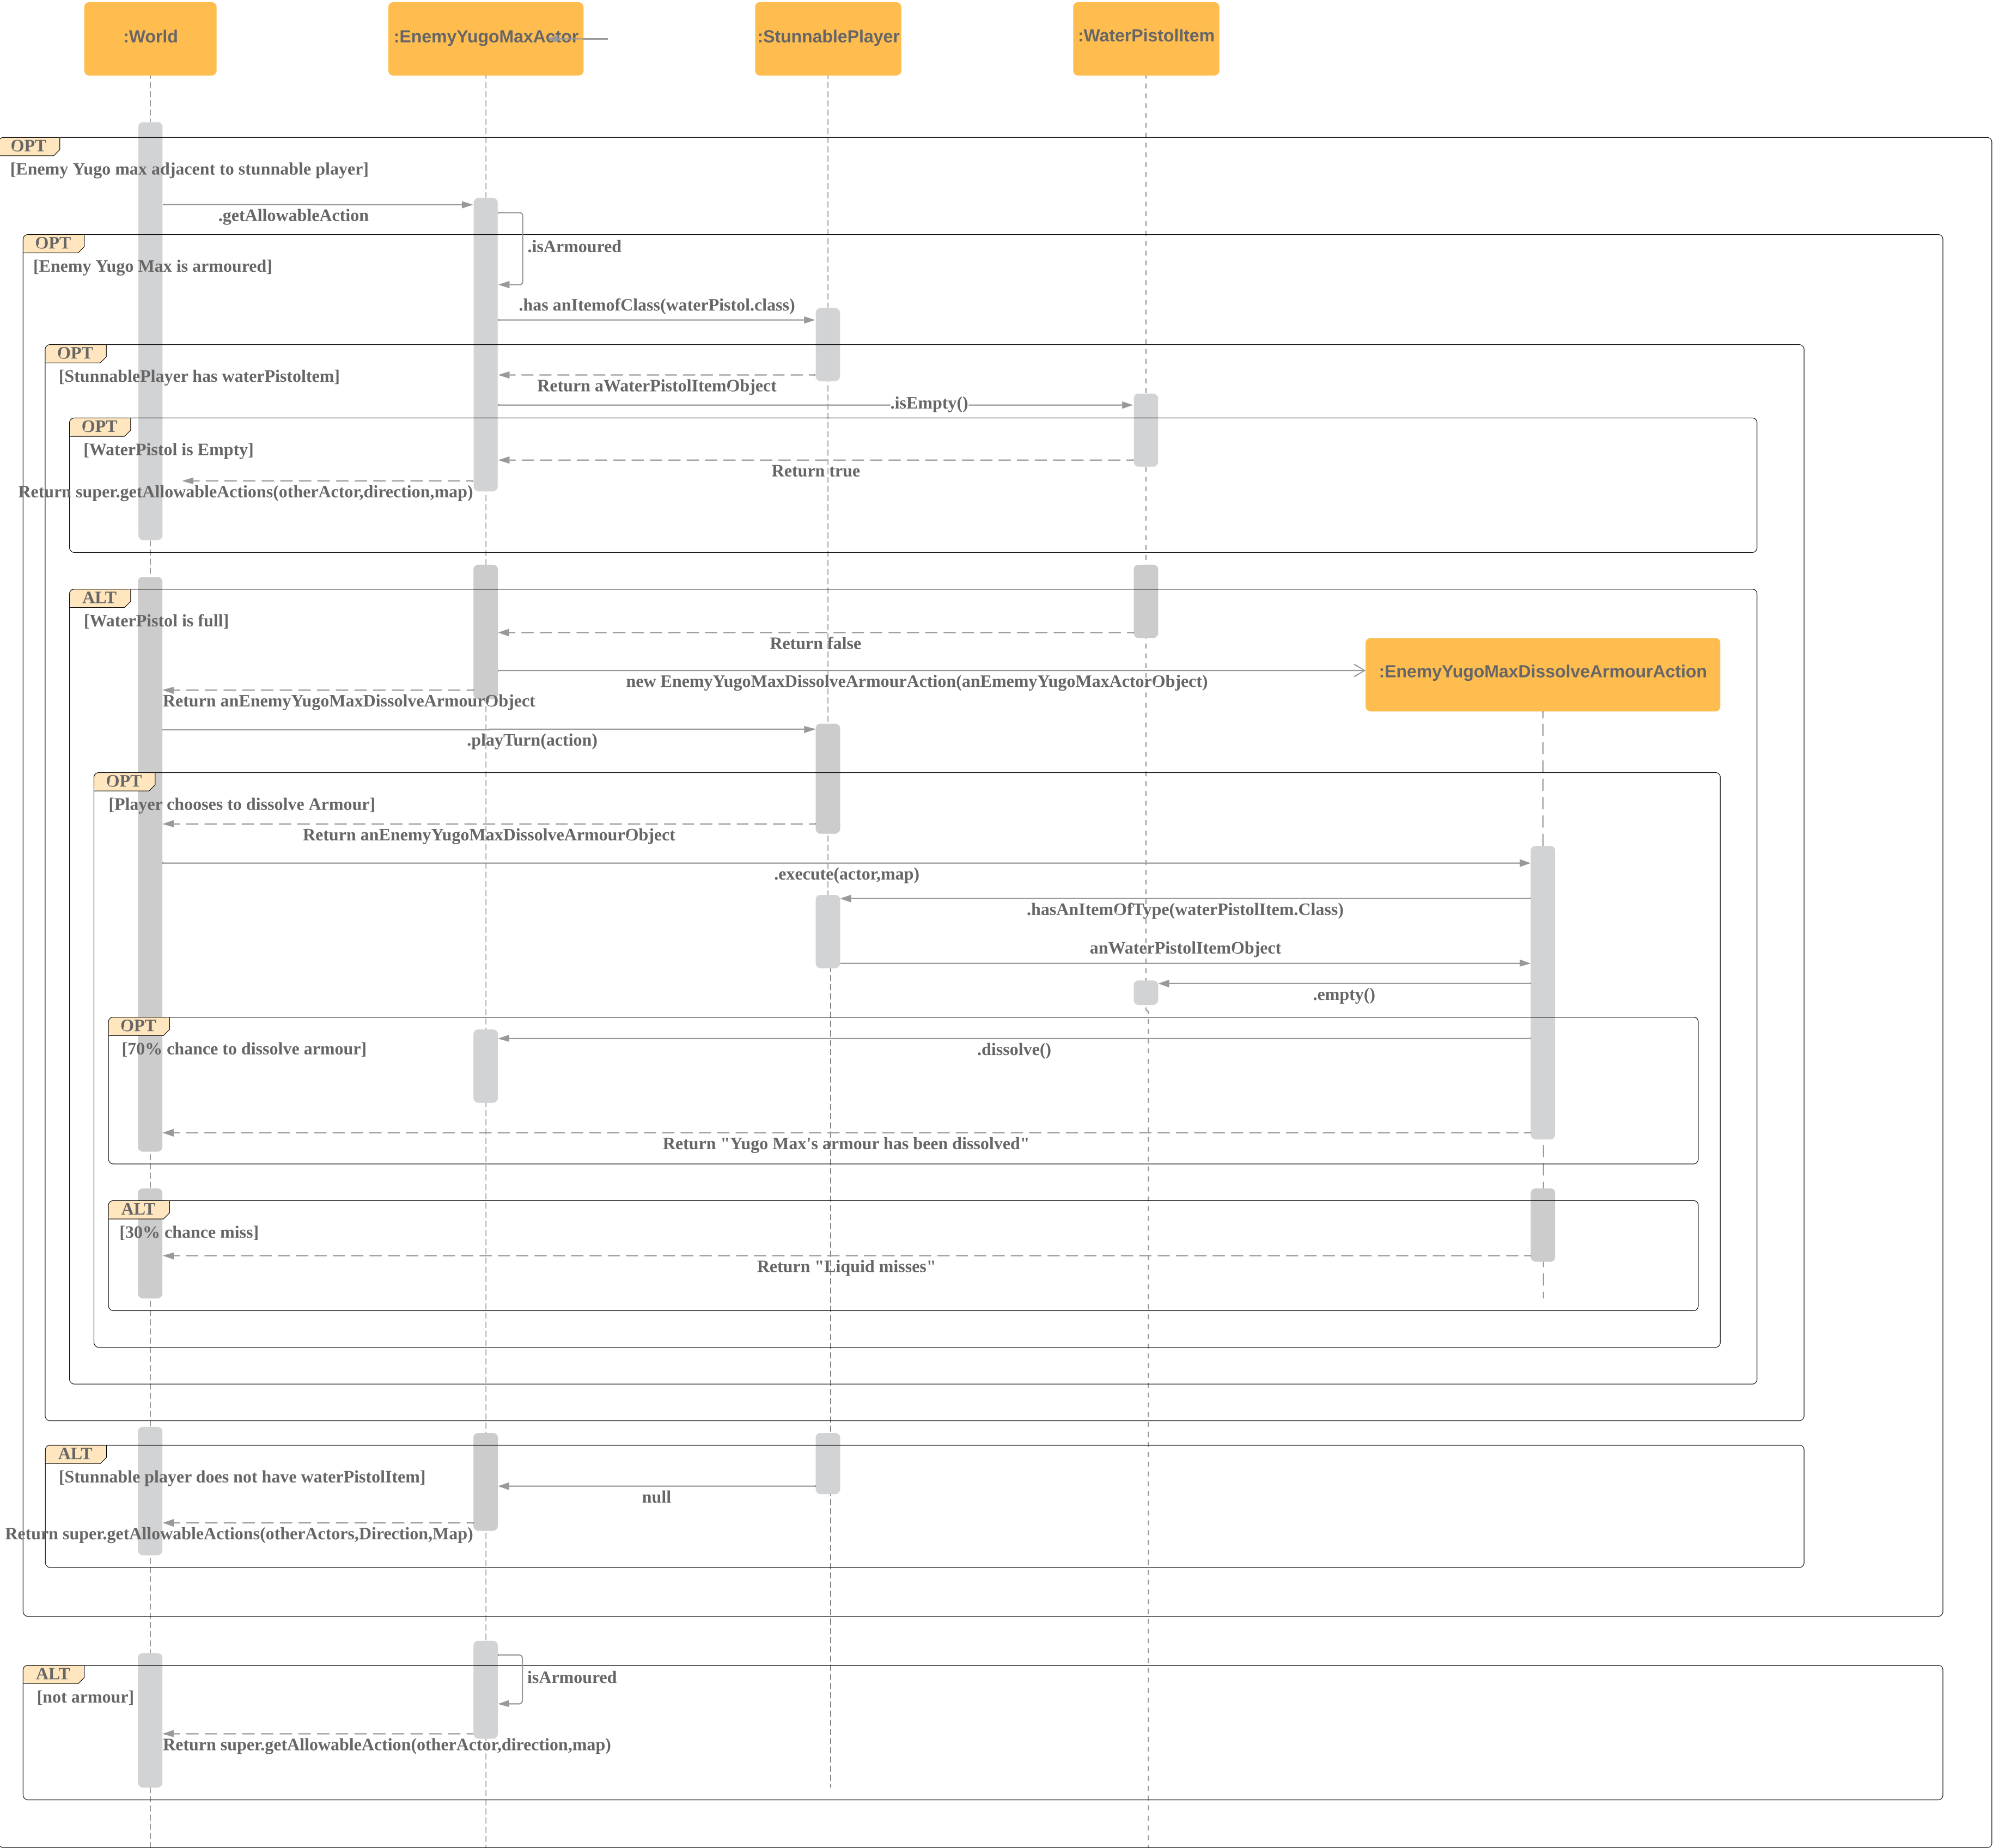 :World
:EnemyYugoMaxActor
:StunnablePlayer
:WaterPistolItem
OPT
[Enemy Yugo max adjacent to stunnable player]
.getAllowableAction
OPT
.isArmoured
[Enemy Yugo Max is armoured]
.has anItemofClass(waterPistol.class)
OPT
[StunnablePlayer has waterPistoltem]
Return aWaterPistolItemObject
.isEmpty()
OPT
[WaterPistol is Empty]
Return true
Return super.getAllowableActions(otherActor,direction,map)
ALT
[WaterPistol is full]
Return false
:EnemyYugoMaxDissolveArmourAction
new EnemyYugoMaxDissolveArmourAction(anEmemyYugoMaxActorObject)
Return anEnemyYugoMaxDissolveArmourObject
.playTurn(action)
OPT
[Player chooses to dissolve Armour]
Return anEnemyYugoMaxDissolveArmourObject
.execute(actor,map)
.hasAnItemOfType(waterPistolItem.Class)
anWaterPistolItemObject
.empty()
OPT
[70% chance to dissolve armour]
.dissolve()
Return "Yugo Max's armour has been dissolved"
ALT
[30% chance miss]
Return "Liquid misses"
ALT
[Stunnable player does not have waterPistolItem]
null
Return super.getAllowableActions(otherActors,Direction,Map)
ALT
isArmoured
[not armour]
Return super.getAllowableAction(otherActor,direction,map)